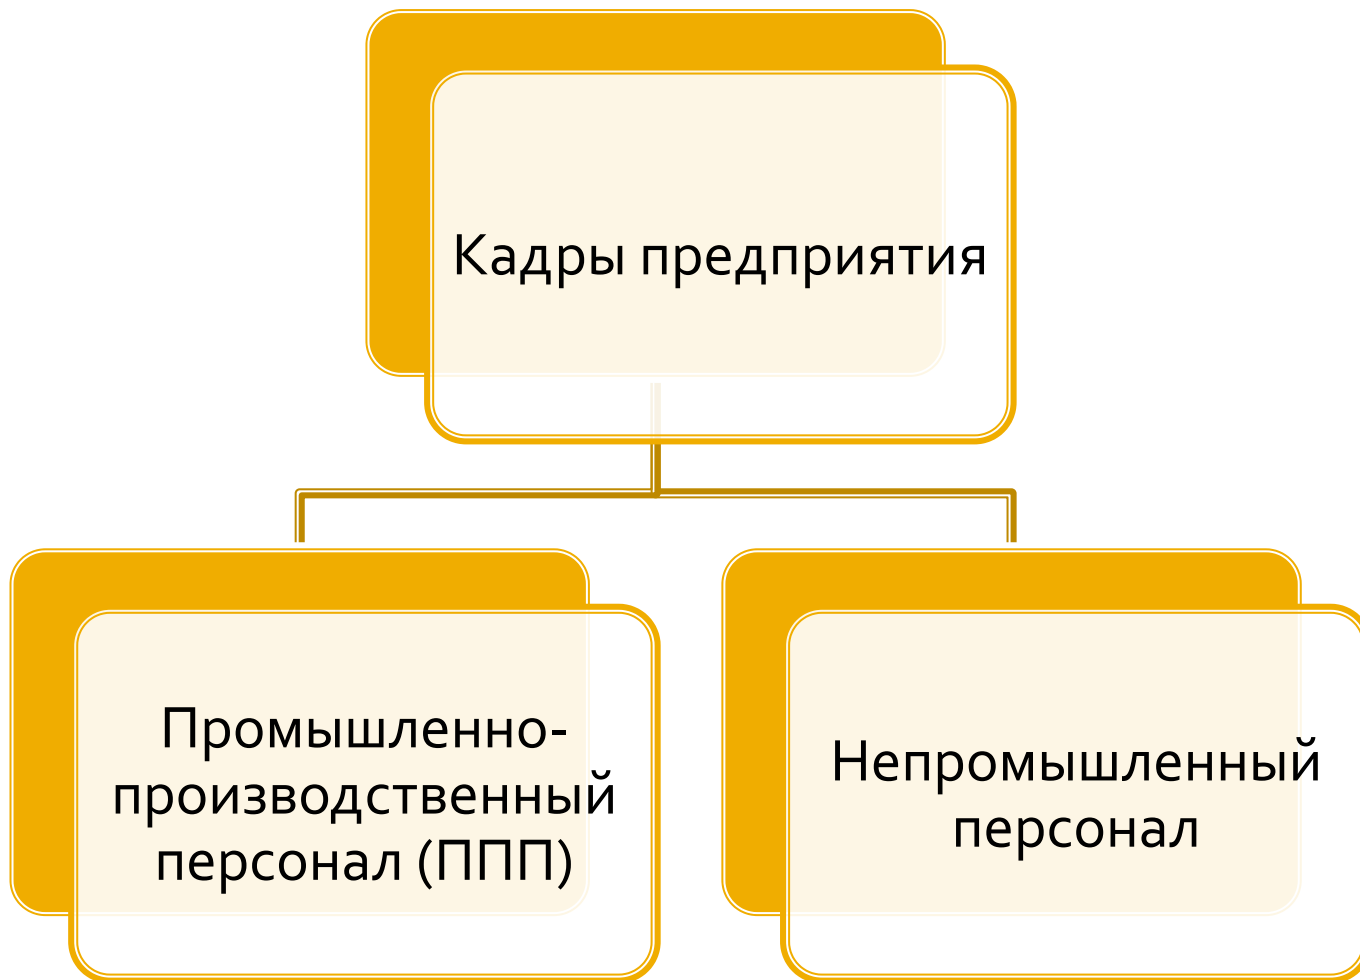 Кадры предприятия
Промышленно-
производственный
персонал (ППП)
Непромышленный
персонал